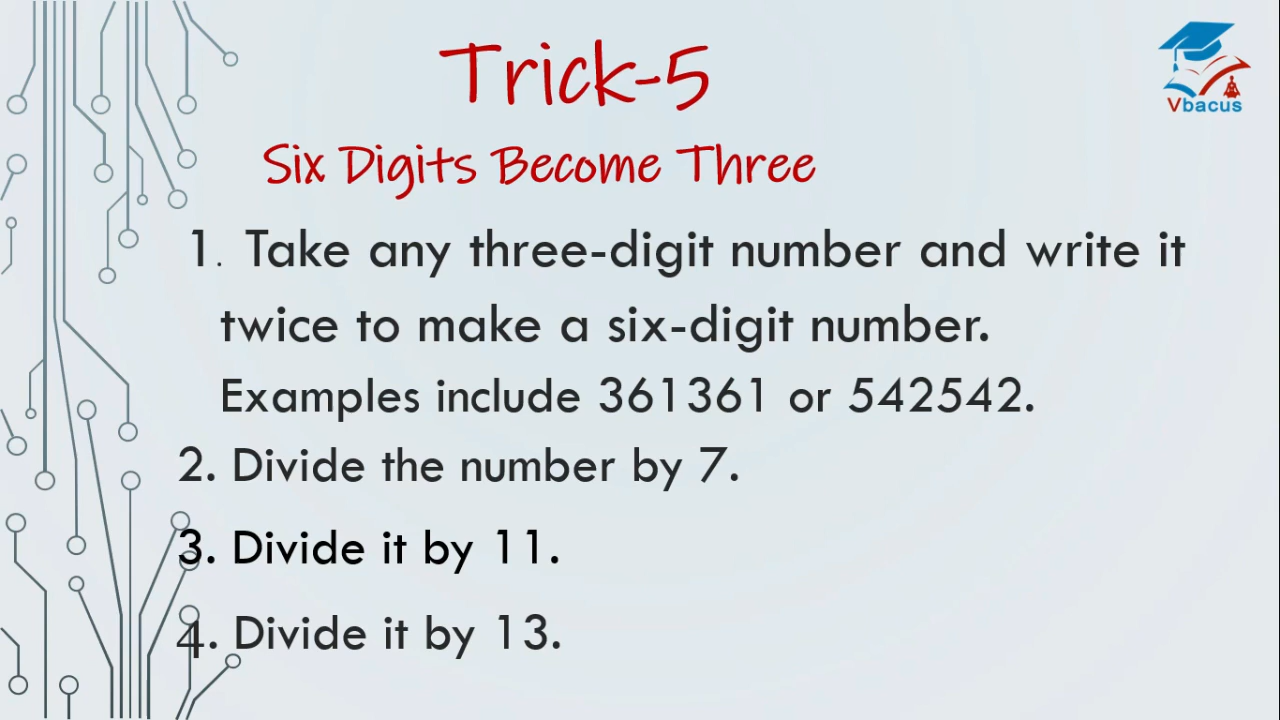 Trick-5
Vbacus
Six Digits Become Three
1. Take any three-digit number and write it
twice to make a six-digit number.
Examples include 361361 or 542542.
2. Divide the number by 7.
3. Divide it by 11.
4. Divide it by 13.